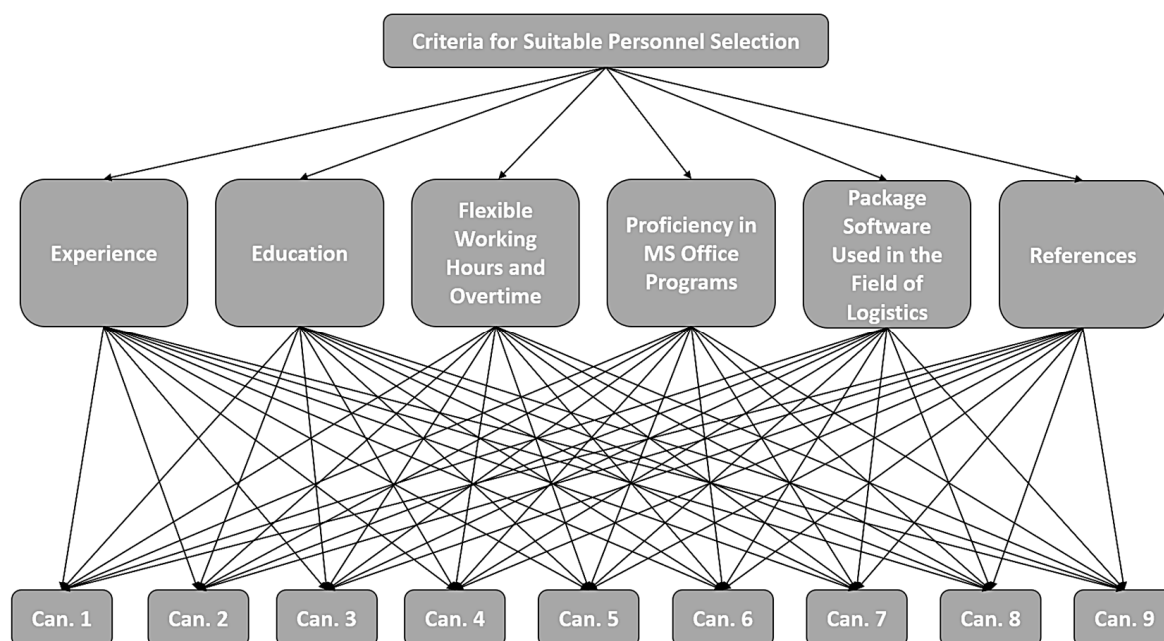 Criteria for Suitable Personnel Selection
Experience
Education
Flexible
Working
Hours and
Overtime
Proficiency in
MS Office
Programs
Package
Software
Used in the
Field of
Logistics
References
Can. 1
Can. 2
Can. 3
Can. 4
Can. 5
Can. 6
Can. 7
Can. 8
Can. 9